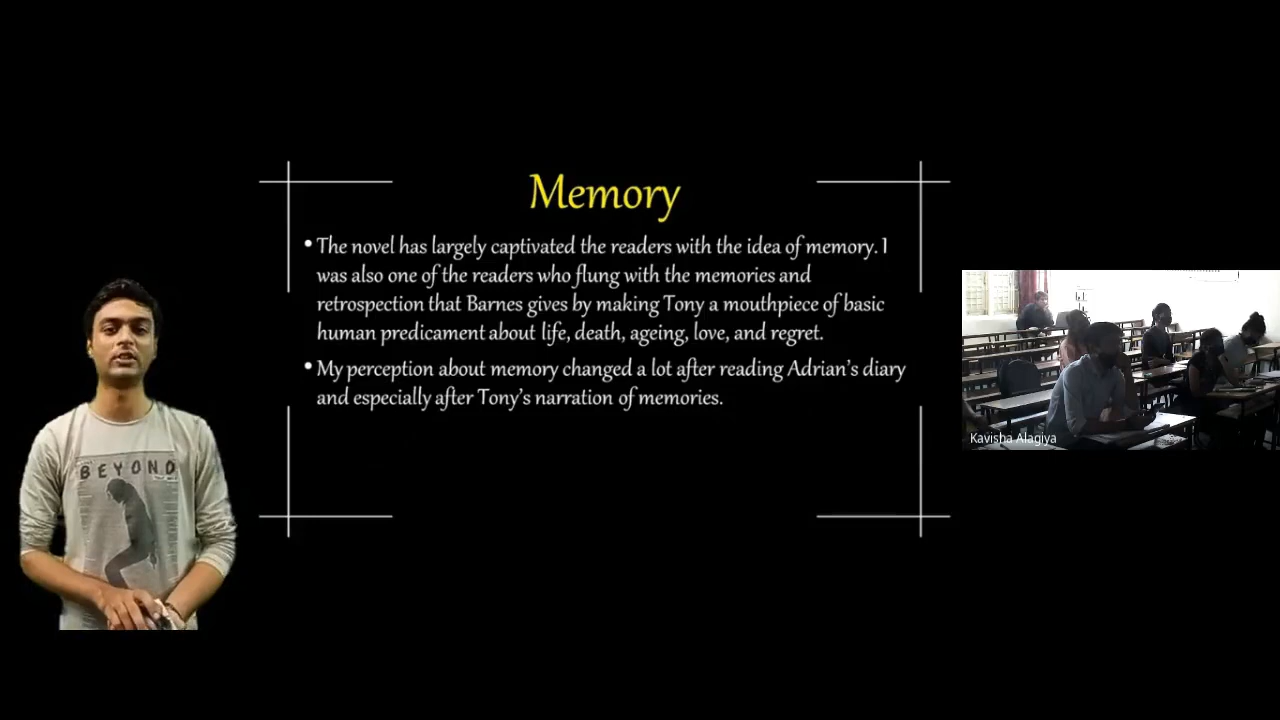 Memory
• The novel has largely captivated the readers with the idea of memory. I
was also one of the readers who flung with the memories and
retrospection that Barnes gives by making Tony a mouthpiece of basic
human predicament about life, death, ageing, love, and regret.
• My perception about memory changed a lot after reading Adrian's diary
and especially after Tony's narration of memories.
BEYOND
Kavisha Alagiya